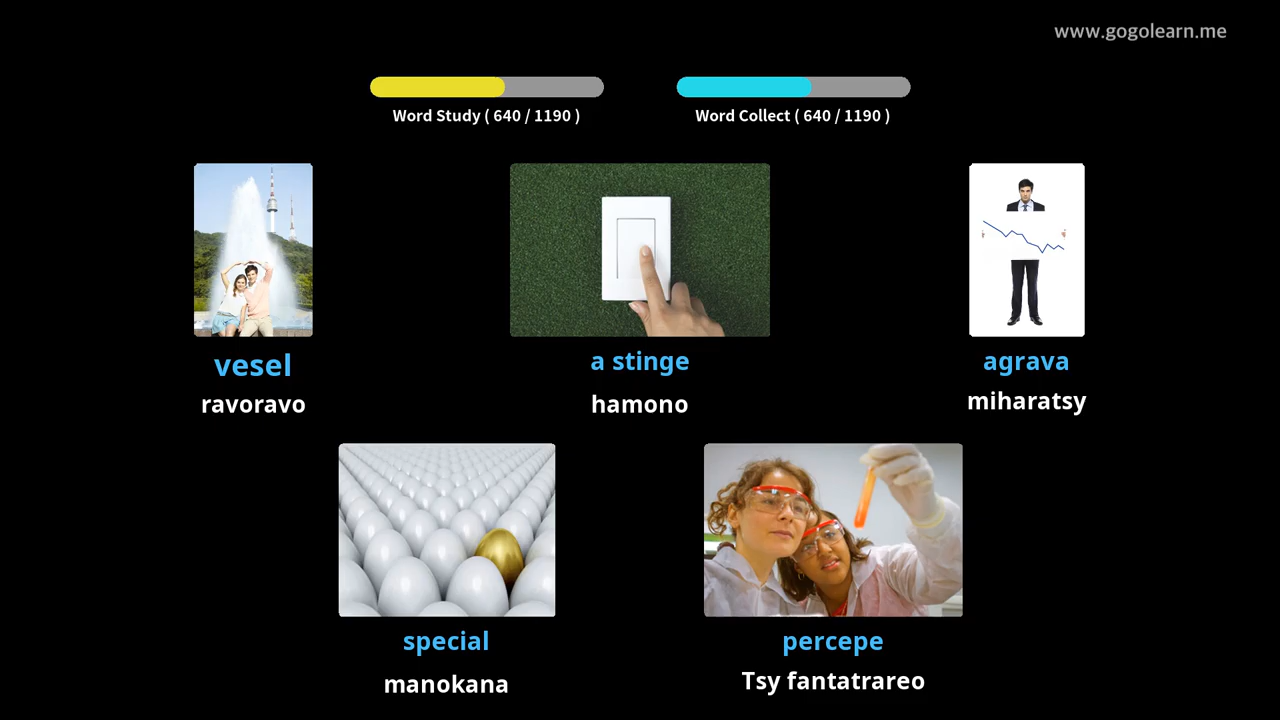 www.gogolearn.me
Word Study ( 640 / 1190 )
Word Collect ( 640 / 1190 )
vesel
ravoravo
a stinge
hamono
agrava
miharatsy
special
manokana
percepe
Tsy fantatrareo